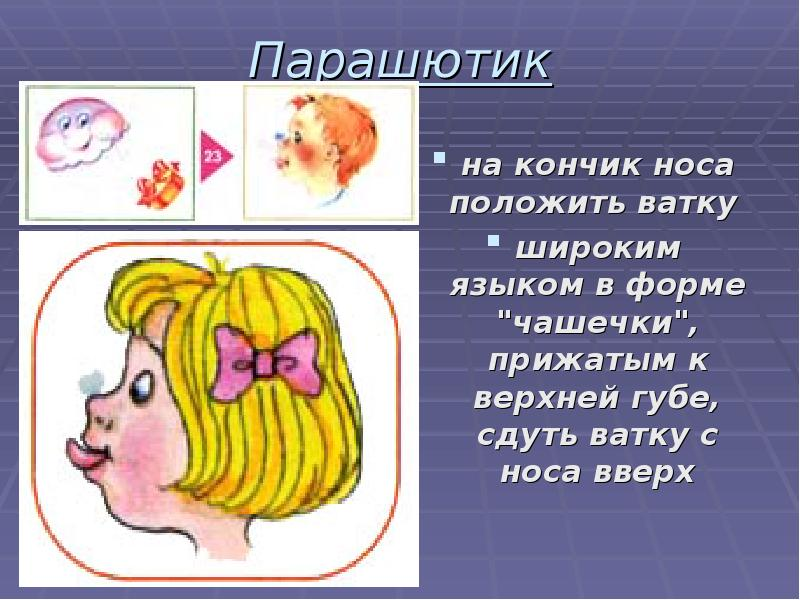 Парашютик
23
на кончик носа
положить ватку
широким
языком в форме
"чашечки",
прижатым к
верхней губе,
сдуть ватку с
носа вверх